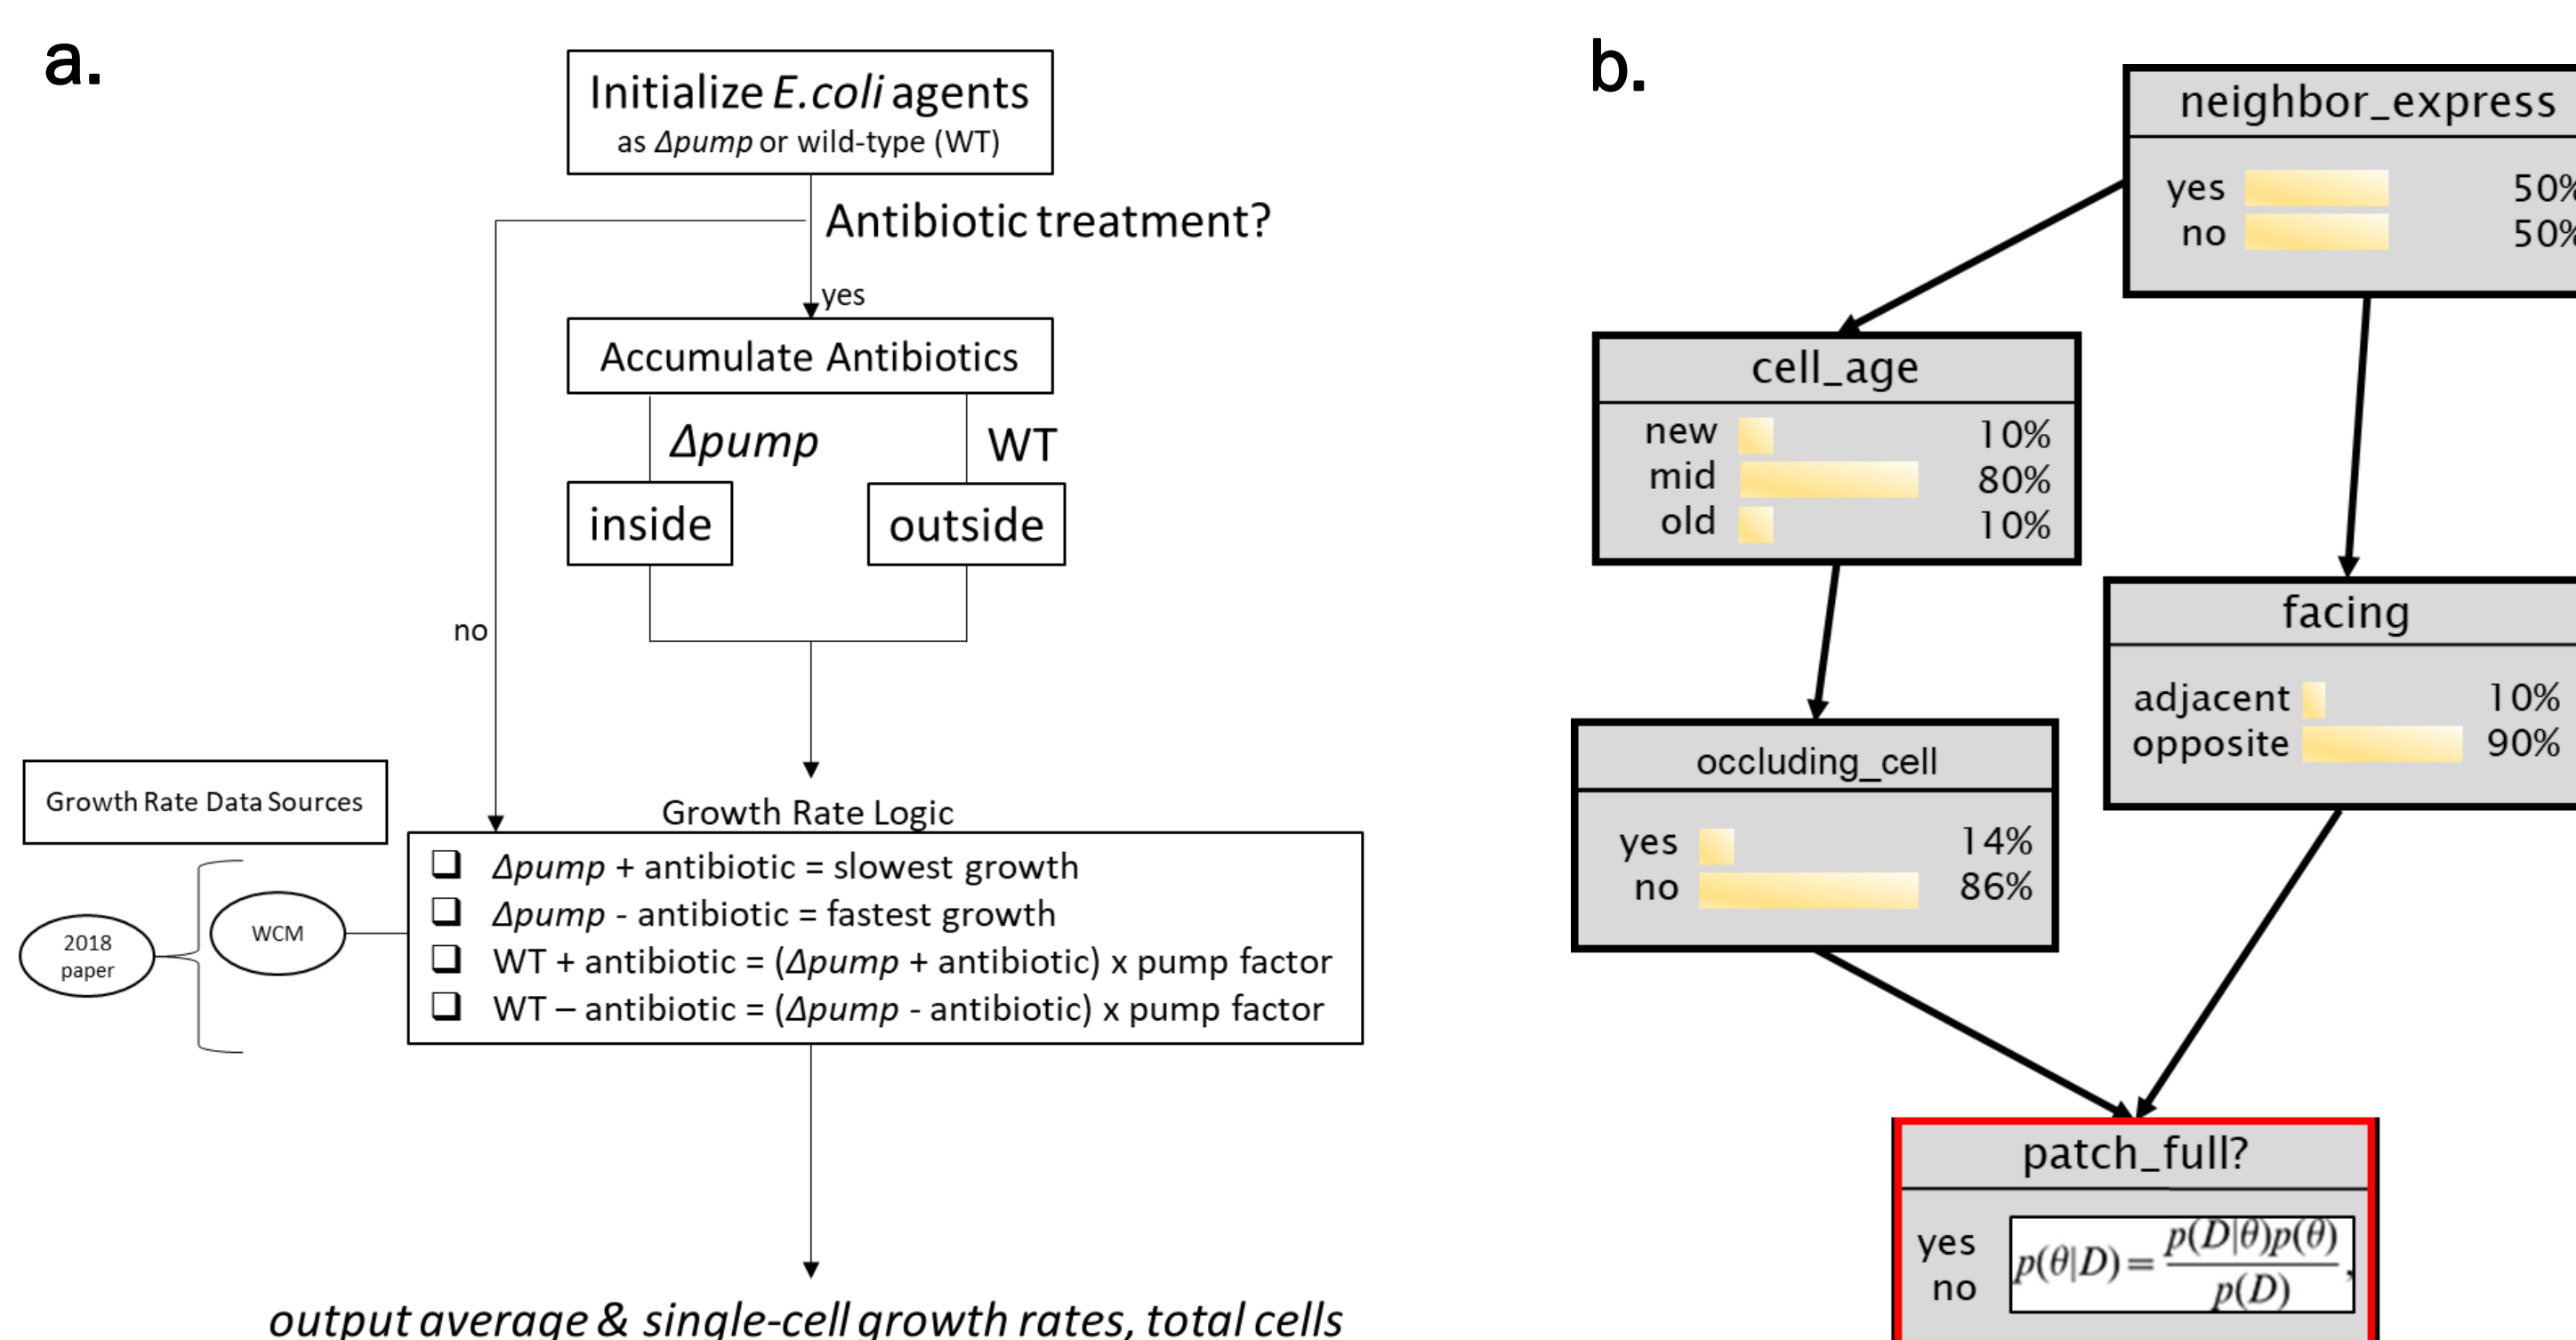 a.
Initialize E.coli agents
as Δpump or wild-type (WT)
Antibiotic treatment?
yes
Accumulate Antibiotics
Δpump
WT
inside
outside
no
Growth Rate Data Sources
Growth Rate Logic
2018
paper
WCM
❑ Δpump + antibiotic = slowest growth
❑ Δpump - antibiotic = fastest growth
❑ WT + antibiotic = (Δpump + antibiotic) x pump factor
❑ WT – antibiotic = (Δpump - antibiotic) x pump factor
output average & single-cell growth rates, total cells
b.
neighbor_express
yes 50%
no 50%
cell_age
new 10%
mid 80%
old 10%
facing
adjacent 10%
opposite 90%
occluding_cell
yes 14%
no 86%
patch_full?
yes
no
p(θ|D) = p(D|θ)p(θ) / p(D) ,